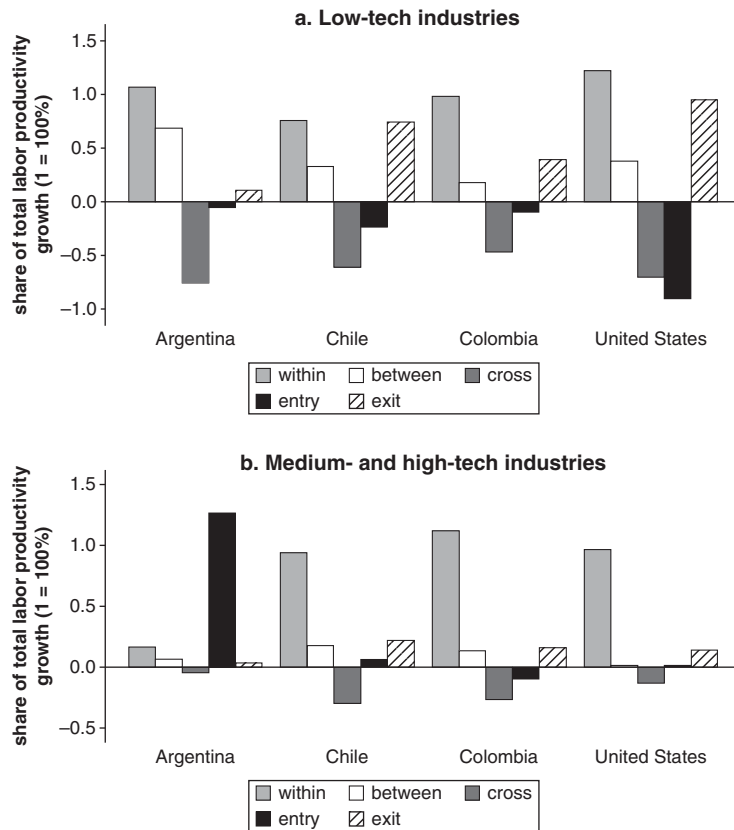 a. Low-tech industries
share of total labor productivity
growth (1 = 100%)
1.5
1.0
0.5
0.0
–0.5
–1.0
Argentina Chile Colombia United States
within between cross
entry exit
b. Medium- and high-tech industries
share of total labor productivity
growth (1 = 100%)
1.5
1.0
0.5
0.0
–0.5
Argentina Chile Colombia United States
within between cross
entry exit